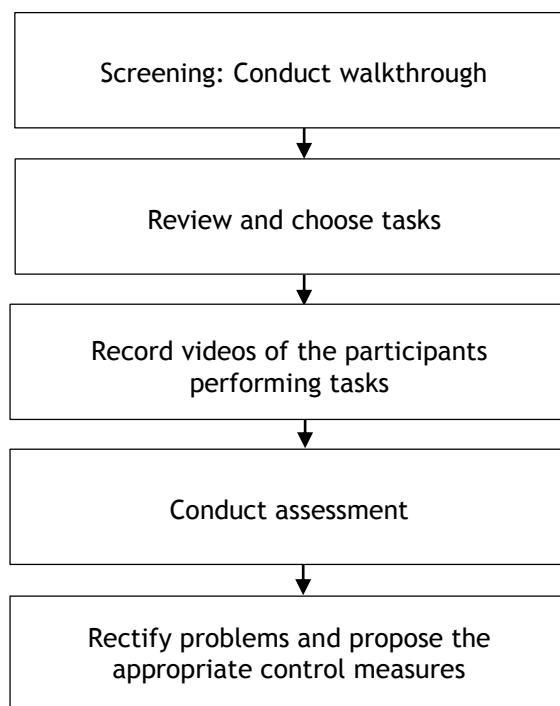 Screening: Conduct walkthrough
Review and choose tasks
Record videos of the participants
performing tasks
Conduct assessment
Rectify problems and propose the
appropriate control measures